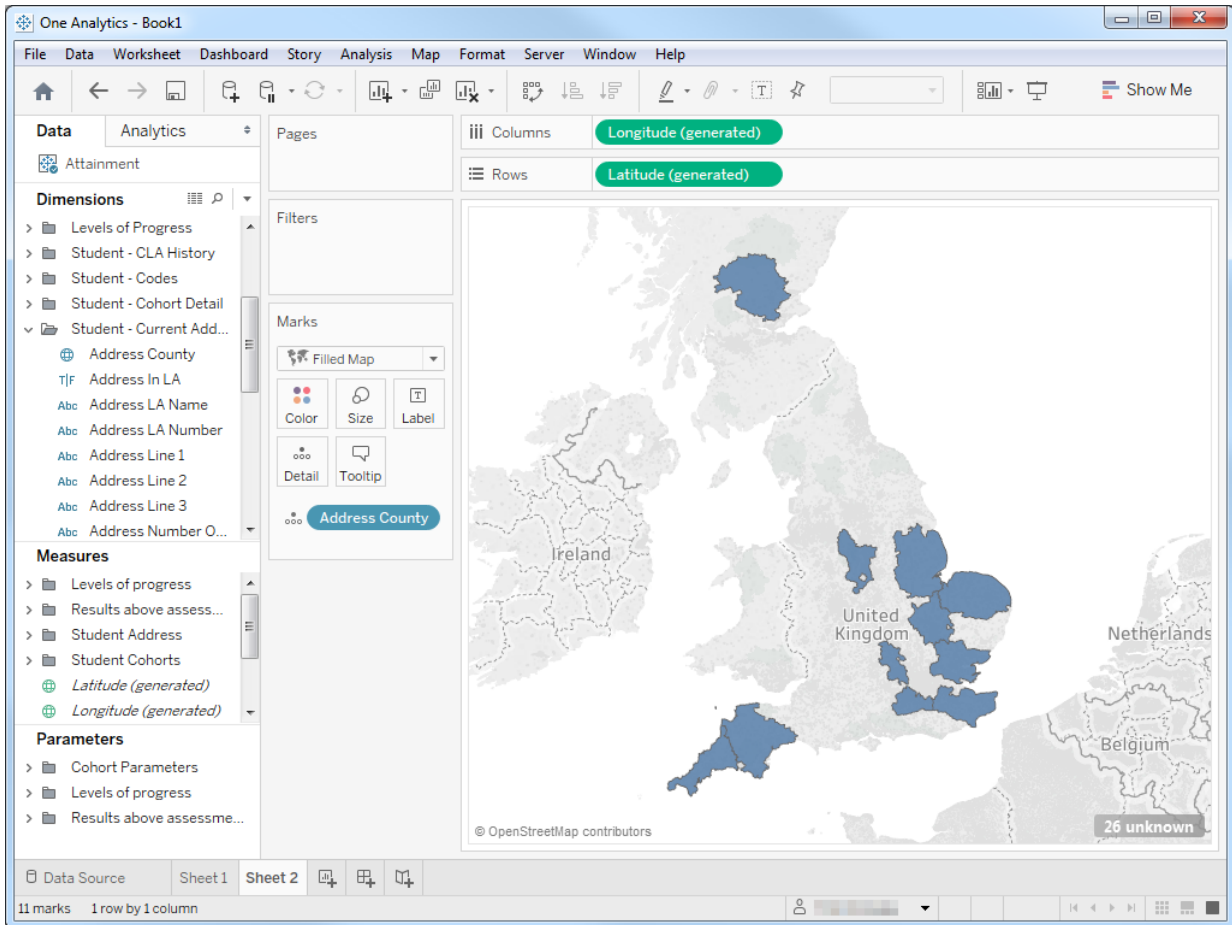 One Analytics - Book1
File Data Worksheet Dashboard Story Analysis Map Format Server Window Help
Show Me
Data Analytics
Attainment
Dimensions
Levels of Progress
Student - CLA History
Student - Codes
Student - Cohort Detail
Student - Current Add...
Address County
T|F Address In LA
Abc Address LA Name
Abc Address LA Number
Abc Address Line 1
Abc Address Line 2
Abc Address Line 3
Abc Address Number O...
Measures
Levels of progress
Results above assess...
Student Address
Student Cohorts
Latitude (generated)
Longitude (generated)
Parameters
Cohort Parameters
Levels of progress
Results above assessme...
Pages
Filters
Marks
Filled Map
Color Size Label
Detail Tooltip
Address County
Columns Longitude (generated)
Rows Latitude (generated)
Ireland
United
Kingdom
Netherlands
Belgium
© OpenStreetMap contributors
26 unknown
Data Source Sheet 1 Sheet 2
11 marks 1 row by 1 column